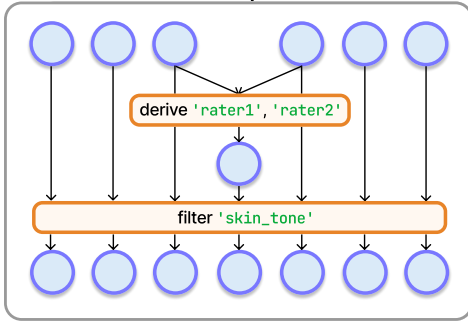 derive 'rater1', 'rater2'
filter 'skin_tone'